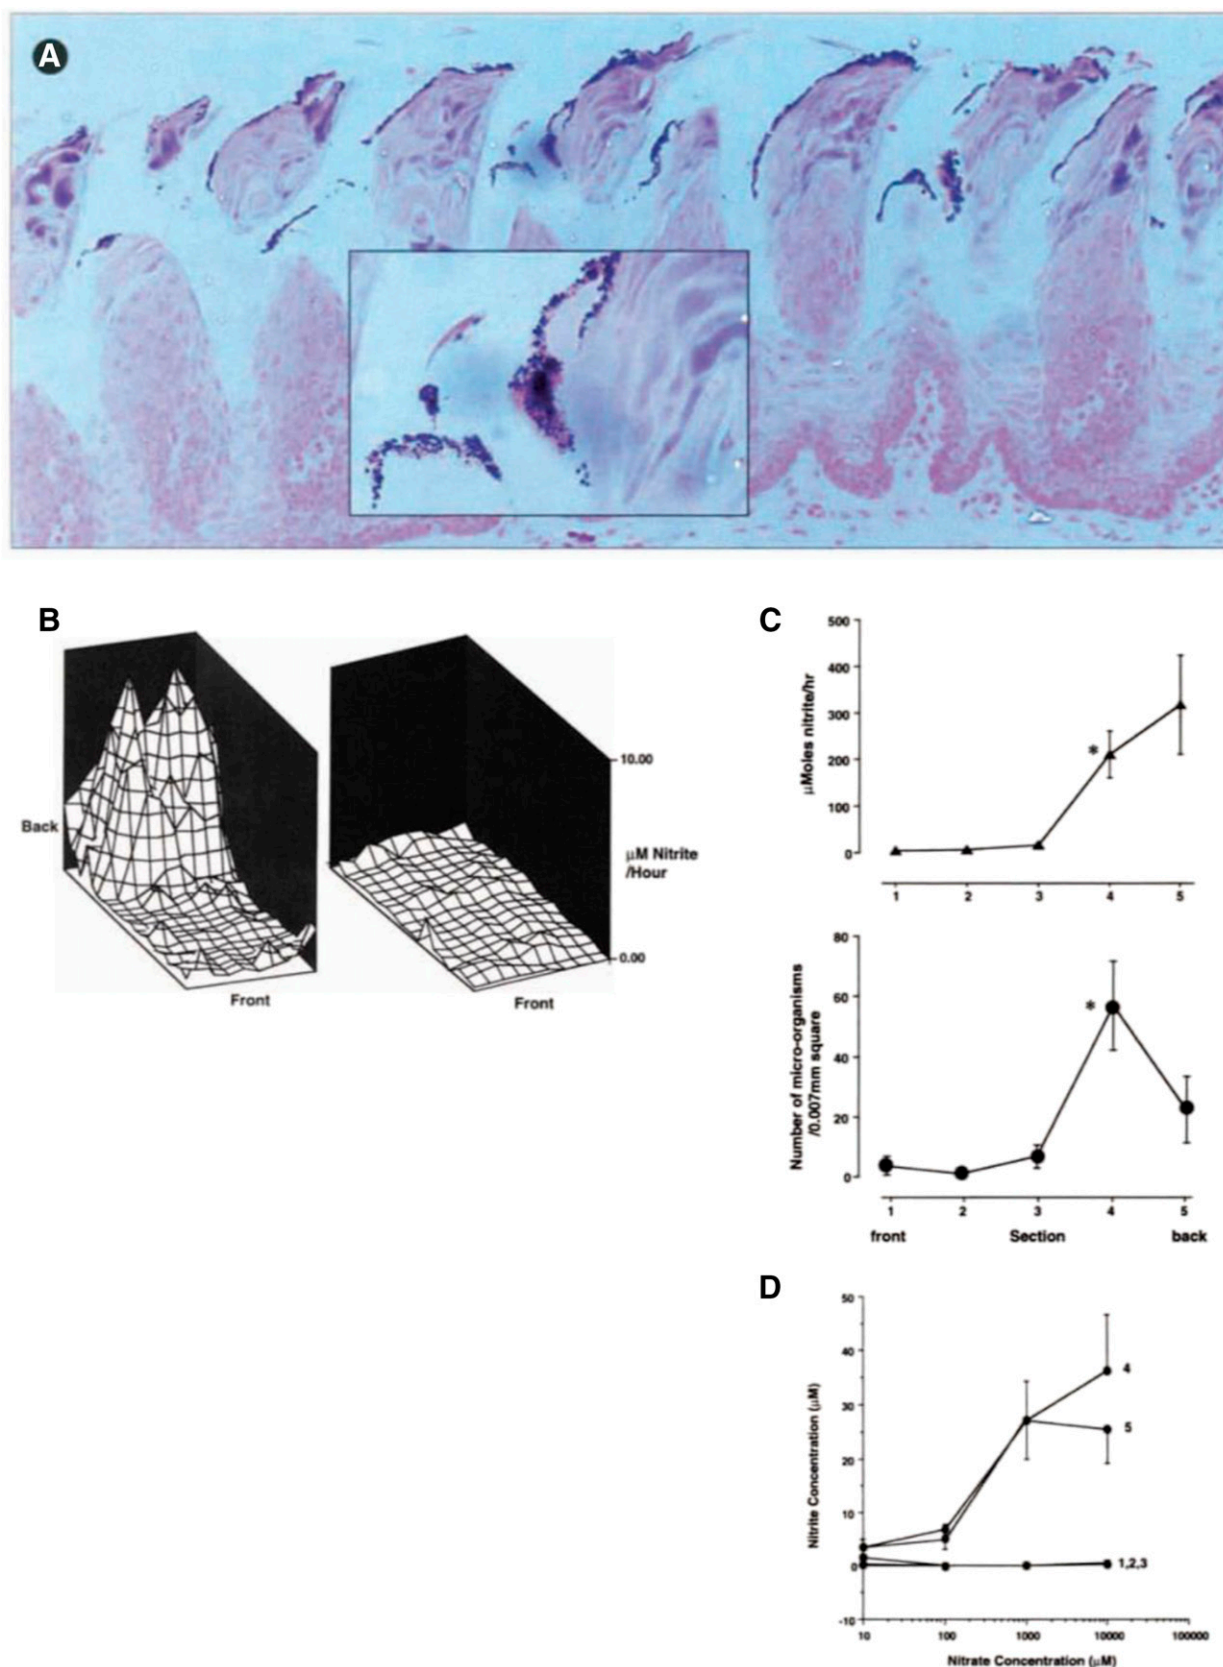 A
B
10.00
Back
μM Nitrite
/Hour
0.00
Front
Front
C
500
400
300
200
100
0
μMoles nitrite/hr
*
1 2 3 4 5
80
60
40
20
0
Number of micro-organisms
/0.007mm square
*
1 2 3 4 5
front Section back
D
50
40
30
20
10
0
-10
Nitrite Concentration (μM)
4
5
1,2,3
10 100 1000 10000 100000
Nitrate Concentration (μM)